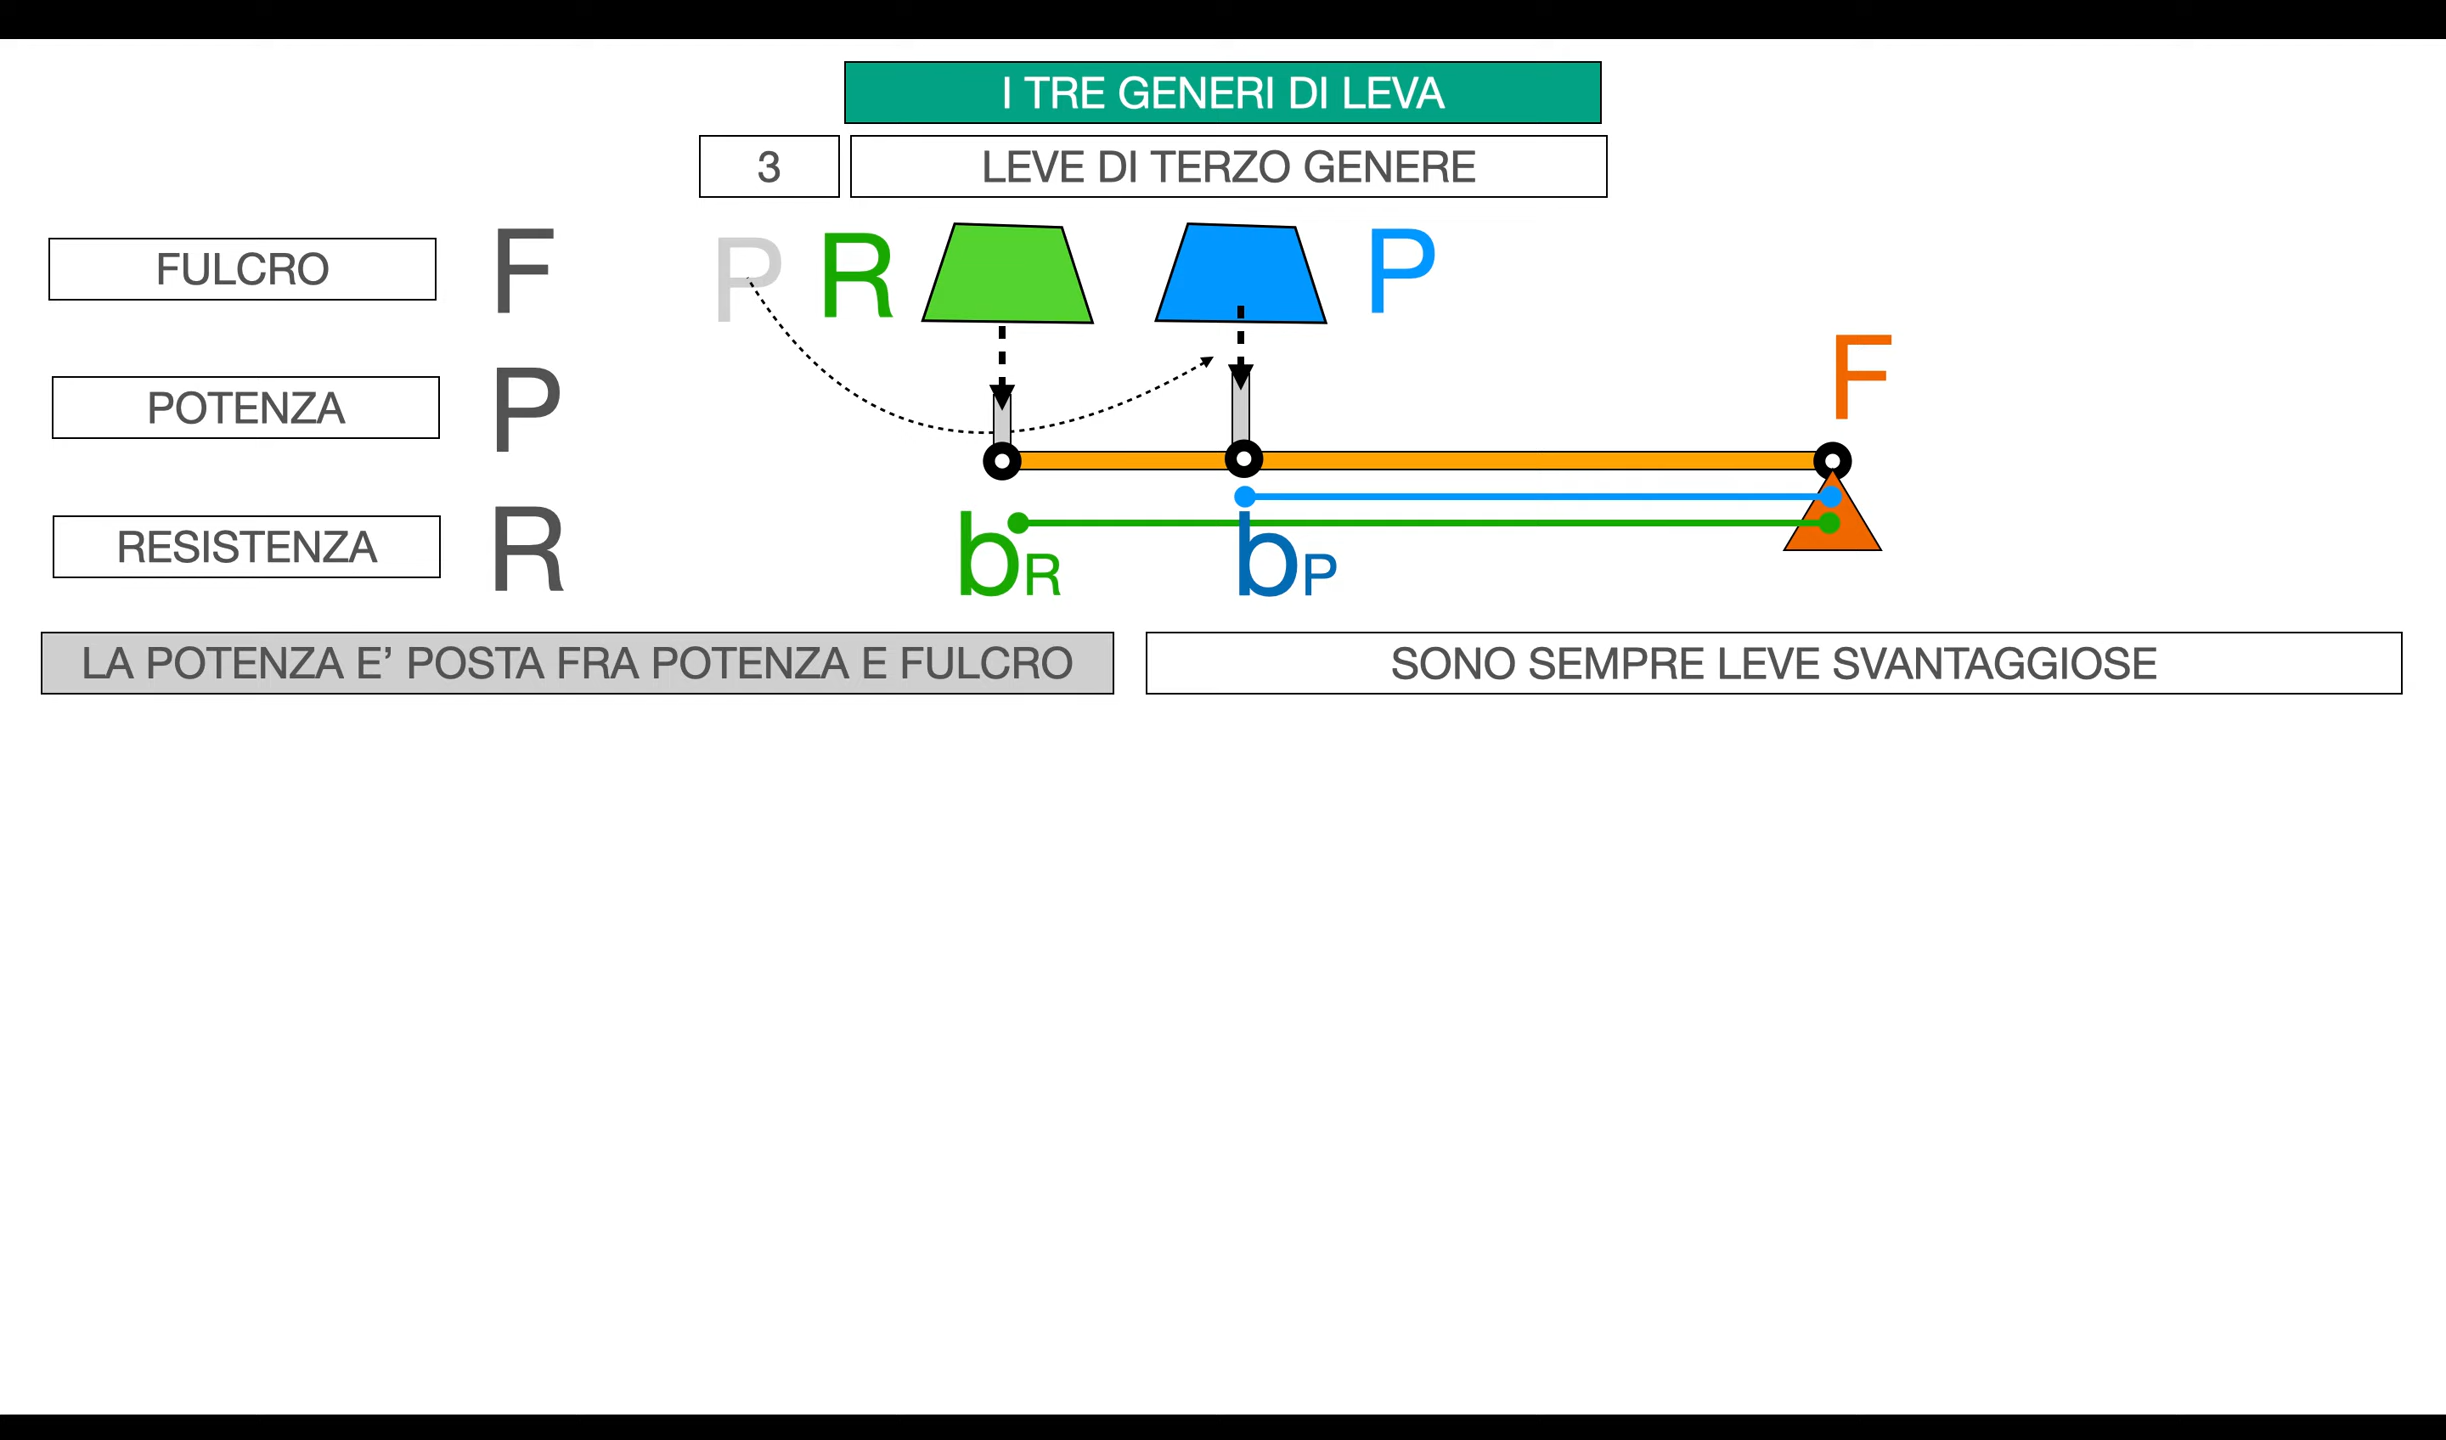 I TRE GENERI DI LEVA
3 LEVE DI TERZO GENERE
FULCRO F
P R P
F
POTENZA P
RESISTENZA R
bR bP
LA POTENZA E’ POSTA FRA POTENZA E FULCRO
SONO SEMPRE LEVE SVANTAGGIOSE